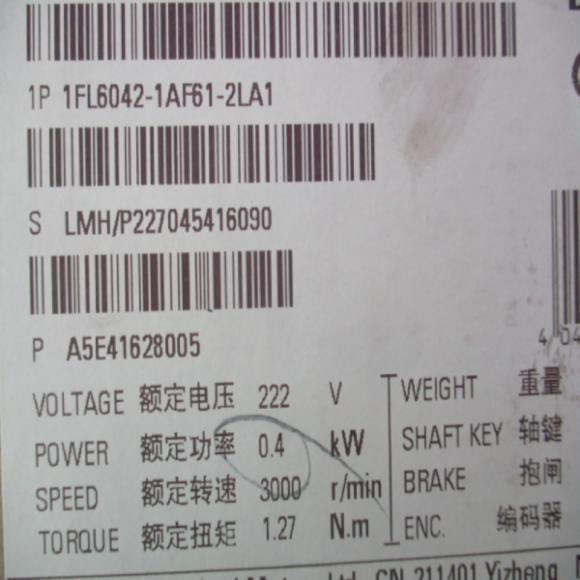 1P 1FL6042-1AF61-2LA1
S LMH/P227045416090
P A5E41628005
VOLTAGE 额定电压 222 V WEIGHT 重量
POWER 额定功率 0.4 kW SHAFT KEY 轴键
SPEED 额定转速 3000 r/min BRAKE 抱闸
TORQUE 额定扭矩 1.27 N.m ENC. 编码器
Ltd. CN-211401 Yizheng